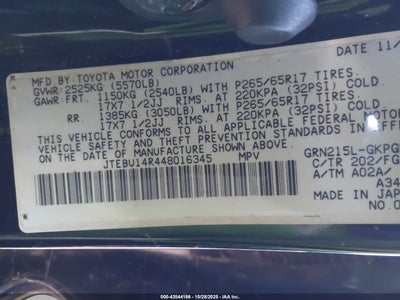 MFD. BY: TOYOTA MOTOR CORPORATION DATE 11/
GVWR: 2525KG (5570LB)
GAWR: FRT. 1150KG (2540LB) WITH P265/65R17 TIRES.
17X7 1/2JJ RIMS AT 220KPA (32PSI) COLD.
RR. 1385KG (3050LB) WITH P265/65R17 TIRES.
17X7 1/2JJ RIMS AT 220KPA (32PSI) COLD.
THIS VEHICLE CONFORMS TO ALL APPLICABLE FEDERAL
MOTOR VEHICLE SAFETY, BUMPER AND THEFT PREVENTION STANDARDS IN
EFFECT ON THE DATE OF MANUFACTURE SHOWN ABOVE.
JTEBU14R448016345 MPV
GRN215L-GKPG
C/TR 202/FG
A/TM A02A/
A34
MADE IN JAP
NO.0
000-43544166 - 10/28/2025 - IAA Inc.